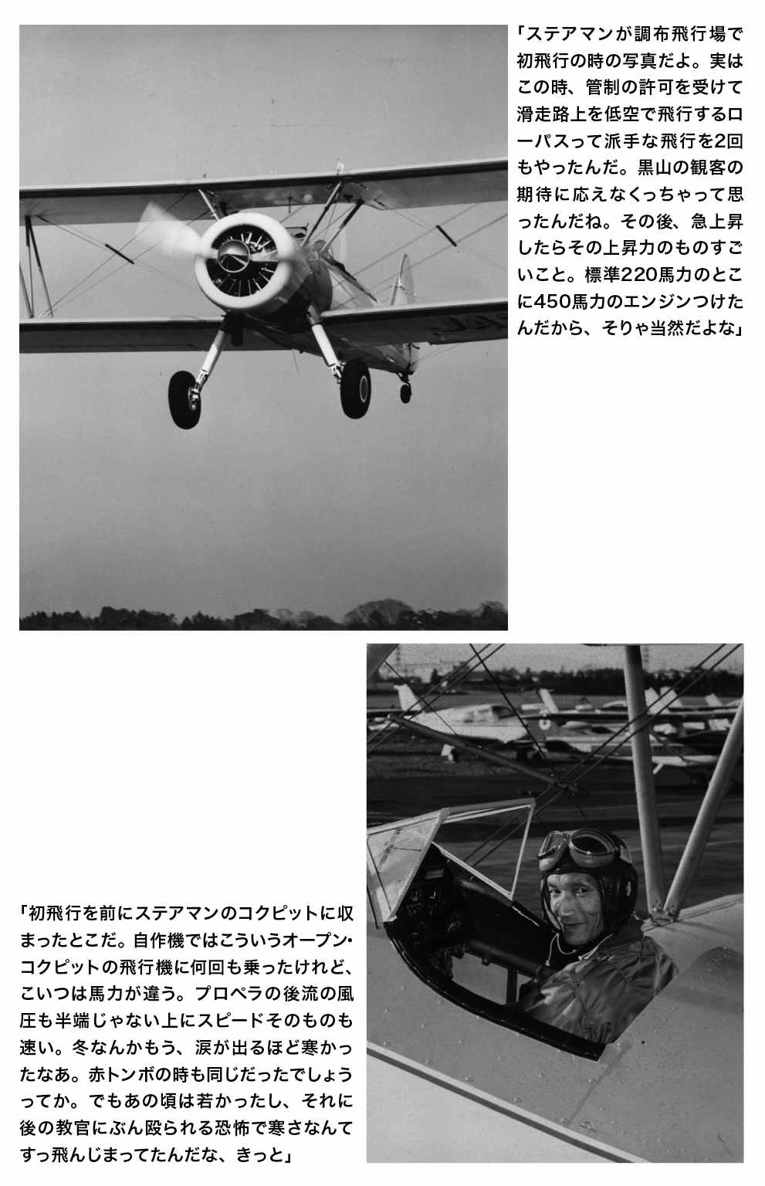 「ステアマンが調布飛行場で
初飛行の時の写真だよ。実は
この時、管制の許可を受けて
滑走路上を低空で飛行するロ
ーパスって派手な飛行を2回
もやったんだ。黒山の観客の
期待に応えなくっちゃって思
ったんだね。その後、急上昇
したらその上昇力のものすご
いこと。標準220馬力のとこ
に450馬力のエンジンつけた
んだから、そりゃ当然だよな」
「初飛行を前にステアマンのコクピットに収
まったとこだ。自作機ではこういうオープン・
コクピットの飛行機に何回も乗ったけれど、
こいつは馬力が違う。プロペラの後流の風
圧も半端じゃない上にスピードそのものも
速い。冬なんかもう、涙が出るほど寒かっ
たなあ。赤トンボの時も同じだったでしょう
ってか。でもあの頃は若かったし、それに
後の教官にぶん殴られる恐怖で寒さなんて
すっ飛んじまってたんだな、きっと」